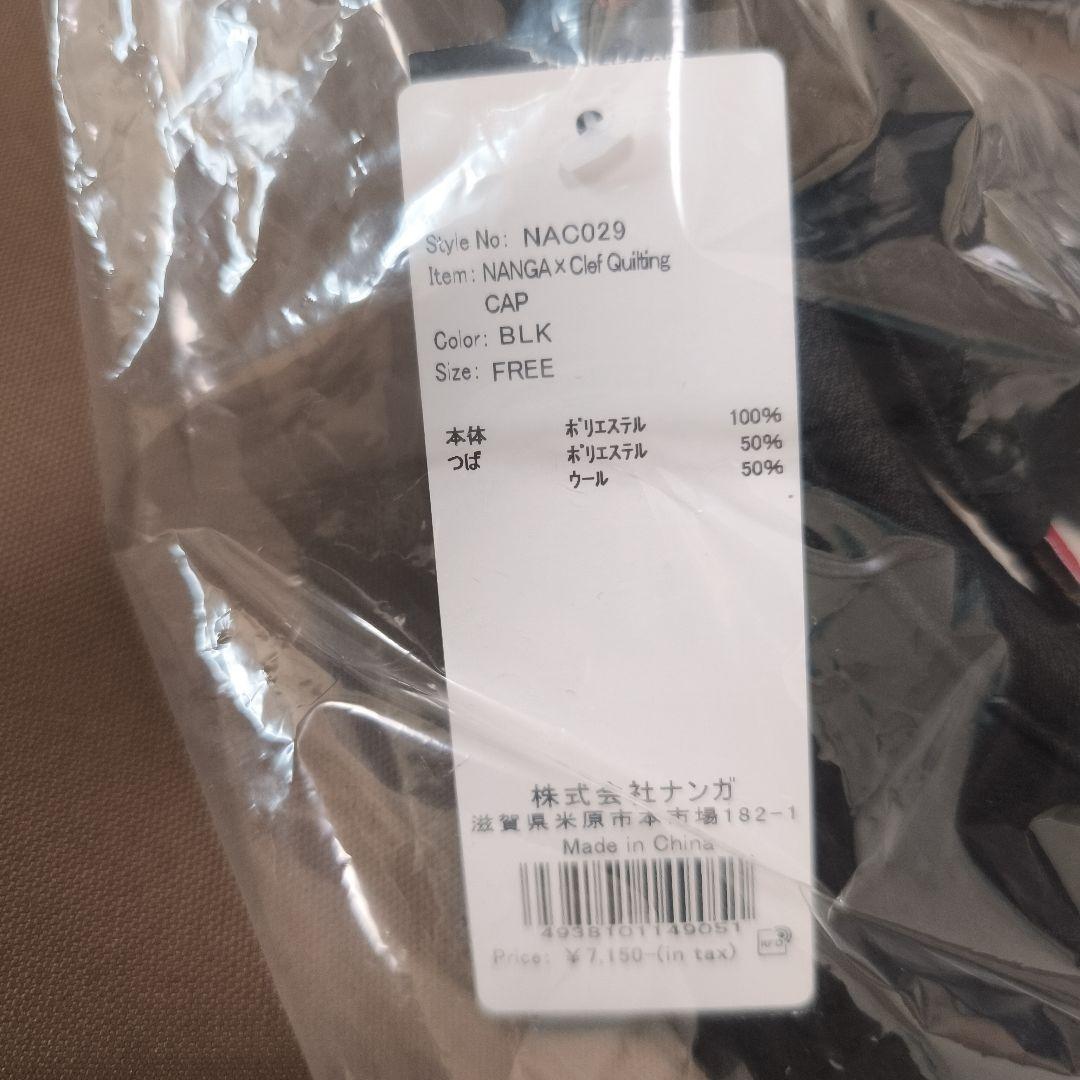 Style No: NAC029
Item: NANGA×Clef Quilting
CAP
Color: BLK
Size: FREE
本体 ポリエステル 100%
つば ポリエステル 50%
ウール 50%
株式会社ナンガ
滋賀県米原市本市場182-1
Made in China
4938101149051
Price: ¥7,150-(in tax)
RFID